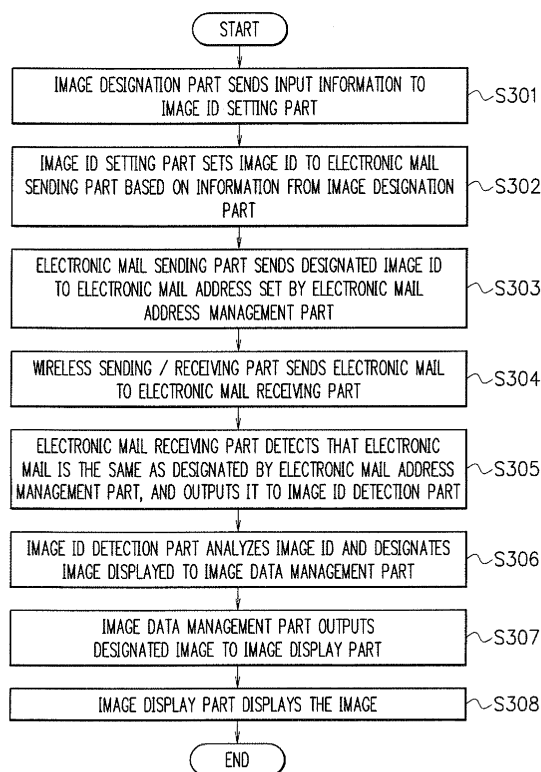 START
IMAGE DESIGNATION PART SENDS INPUT INFORMATION TO
IMAGE ID SETTING PART
S301
IMAGE ID SETTING PART SETS IMAGE ID TO ELECTRONIC MAIL
SENDING PART BASED ON INFORMATION FROM IMAGE DESIGNATION
PART
S302
ELECTRONIC MAIL SENDING PART SENDS DESIGNATED IMAGE ID
TO ELECTRONIC MAIL ADDRESS SET BY ELECTRONIC MAIL
ADDRESS MANAGEMENT PART
S303
WIRELESS SENDING / RECEIVING PART SENDS ELECTRONIC MAIL
TO ELECTRONIC MAIL RECEIVING PART
S304
ELECTRONIC MAIL RECEIVING PART DETECTS THAT ELECTRONIC
MAIL IS THE SAME AS DESIGNATED BY ELECTRONIC MAIL ADDRESS
MANAGEMENT PART, AND OUTPUTS IT TO IMAGE ID DETECTION PART
S305
IMAGE ID DETECTION PART ANALYZES IMAGE ID AND DESIGNATES
IMAGE DISPLAYED TO IMAGE DATA MANAGEMENT PART
S306
IMAGE DATA MANAGEMENT PART OUTPUTS
DESIGNATED IMAGE TO IMAGE DISPLAY PART
S307
IMAGE DISPLAY PART DISPLAYS THE IMAGE
S308
END